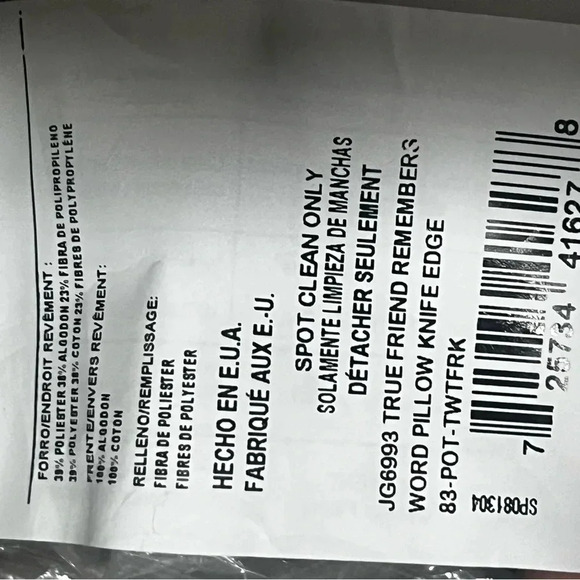 FORRO/ENDROIT REVÊMENT :
39% POLIESTER 38% ALGODON 23% FIBRA DE POLIPROPILENO
39% POLYESTER 38% COTON 23% FIBRES DE POLYPROPYLÈNE
FRENTE/ENVERS REVÊMENT:
100% ALGODON
100% COTON
RELLENO/REMPLISSAGE:
FIBRA DE POLIESTER
FIBRES DE POLYESTER
HECHO EN E.U.A.
FABRIQUÉ AUX E.-U.
SPOT CLEAN ONLY
SOLAMENTE LIMPIEZA DE MANCHAS
DÉTACHER SEULEMENT
JG6993 TRUE FRIEND REMEMBERS
WORD PILLOW KNIFE EDGE
83-POT-TWTFRK
7 25734 41627 8
SP081304